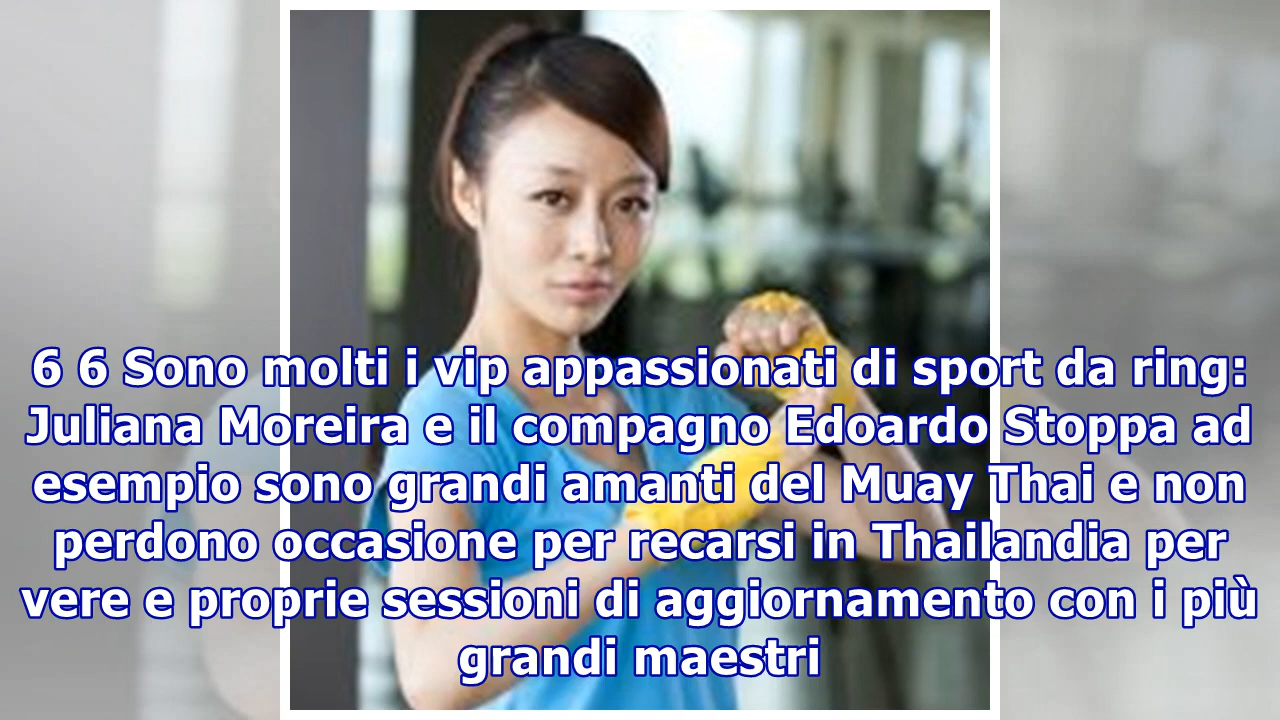 6 6 Sono molti i vip appassionati di sport da ring:
Juliana Moreira e il compagno Edoardo Stoppa ad
esempio sono grandi amanti del Muay Thai e non
perdono occasione per recarsi in Thailandia per
vere e proprie sessioni di aggiornamento con i più
grandi maestri